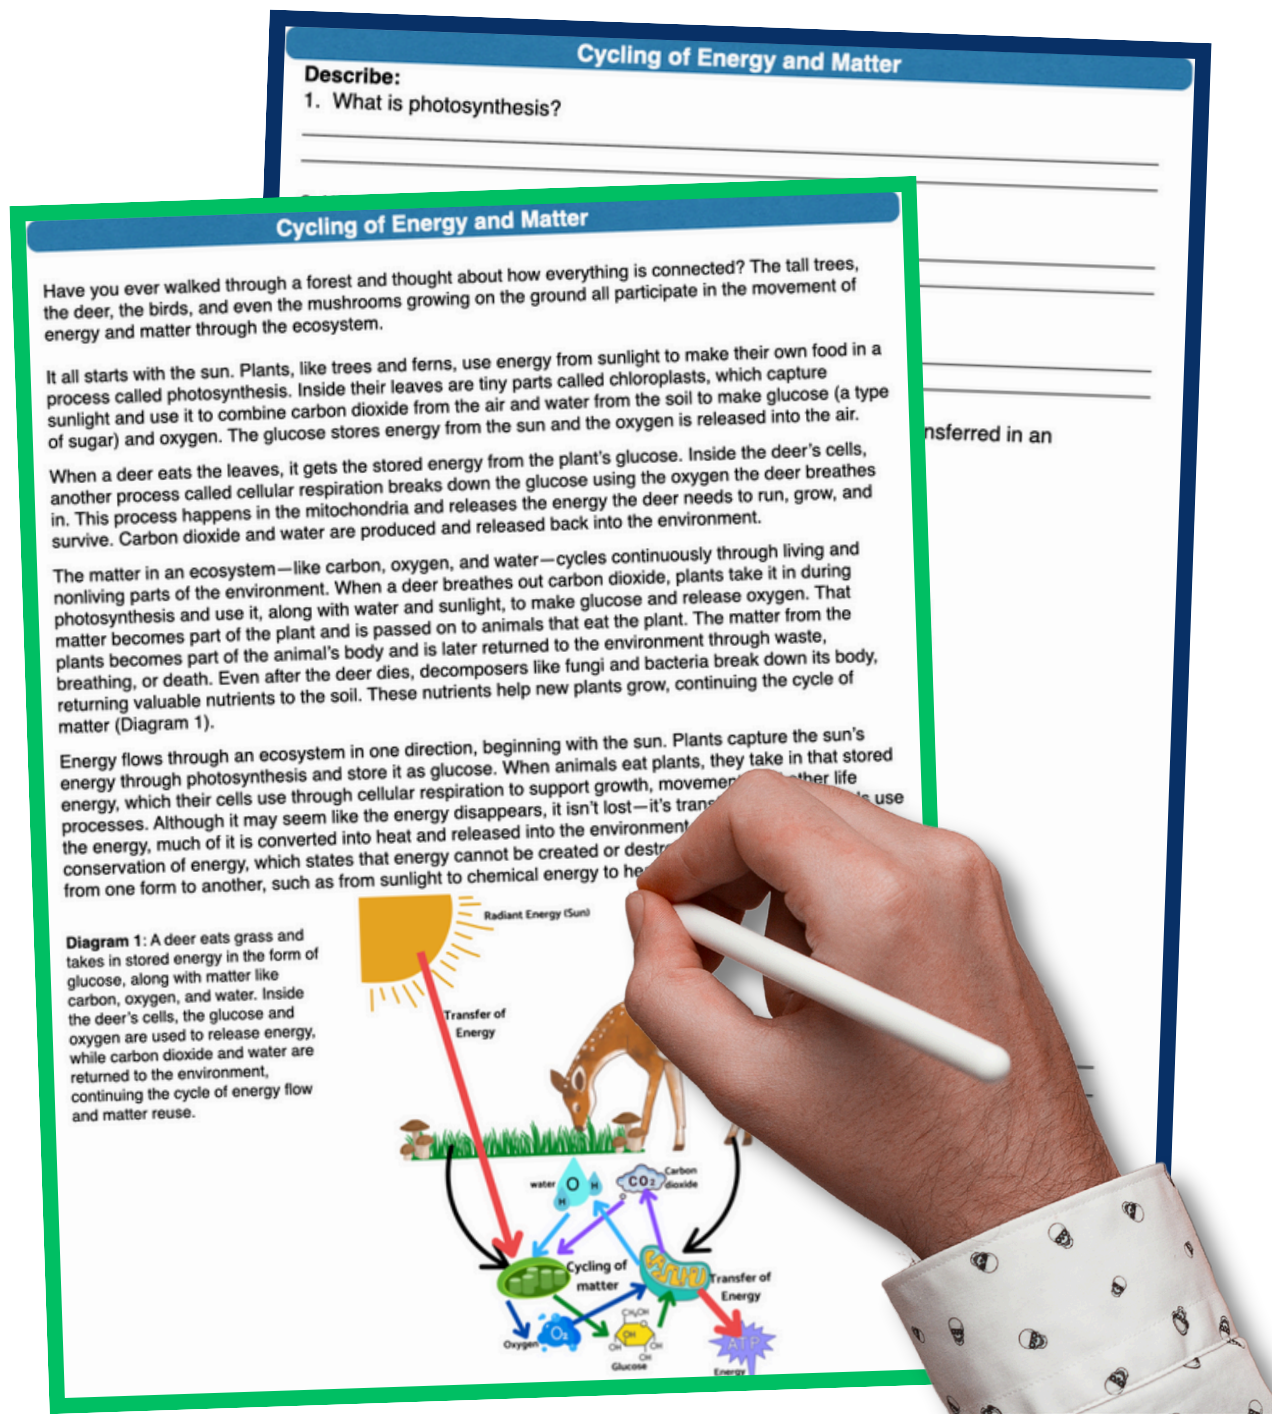 Cycling of Energy and Matter
Describe:
1. What is photosynthesis?
nsferred in an
Cycling of Energy and Matter
Have you ever walked through a forest and thought about how everything is connected? The tall trees,
the deer, the birds, and even the mushrooms growing on the ground all participate in the movement of
energy and matter through the ecosystem.
It all starts with the sun. Plants, like trees and ferns, use energy from sunlight to make their own food in a
process called photosynthesis. Inside their leaves are tiny parts called chloroplasts, which capture
sunlight and use it to combine carbon dioxide from the air and water from the soil to make glucose (a type
of sugar) and oxygen. The glucose stores energy from the sun and the oxygen is released into the air.
When a deer eats the leaves, it gets the stored energy from the plant's glucose. Inside the deer's cells,
another process called cellular respiration breaks down the glucose using the oxygen the deer breathes
in. This process happens in the mitochondria and releases the energy the deer needs to run, grow, and
survive. Carbon dioxide and water are produced and released back into the environment.
The matter in an ecosystem—like carbon, oxygen, and water—cycles continuously through living and
nonliving parts of the environment. When a deer breathes out carbon dioxide, plants take it in during
photosynthesis and use it, along with water and sunlight, to make glucose and release oxygen. That
matter becomes part of the plant and is passed on to animals that eat the plant. The matter from the
plants becomes part of the animal's body and is later returned to the environment through waste,
breathing, or death. Even after the deer dies, decomposers like fungi and bacteria break down its body,
returning valuable nutrients to the soil. These nutrients help new plants grow, continuing the cycle of
matter (Diagram 1).
Energy flows through an ecosystem in one direction, beginning with the sun. Plants capture the sun's
energy through photosynthesis and store it as glucose. When animals eat plants, they take in that stored
energy, which their cells use through cellular respiration to support growth, life
processes. Although it may seem like the energy disappears, it isn't lost—it's use
the energy, much of it is converted into heat and released into the environment
conservation of energy, which states that energy cannot be created or
from one form to another, such as from sunlight to chemical energy to
Radiant Energy (Sun)
Diagram 1: A deer eats grass and
takes in stored energy in the form of
glucose, along with matter like
carbon, oxygen, and water. Inside
the deer's cells, the glucose and
oxygen are used to release energy,
while carbon dioxide and water are
returned to the environment,
continuing the cycle of energy flow
and matter reuse.
Transfer of
Energy
water
O
H
H
CO2
Carbon
dioxide
Cycling of
matter
Transfer of
Energy
Oxygen
O2
CH2OH
OH
OH
OH
OH
Glucose
ATP
Energy